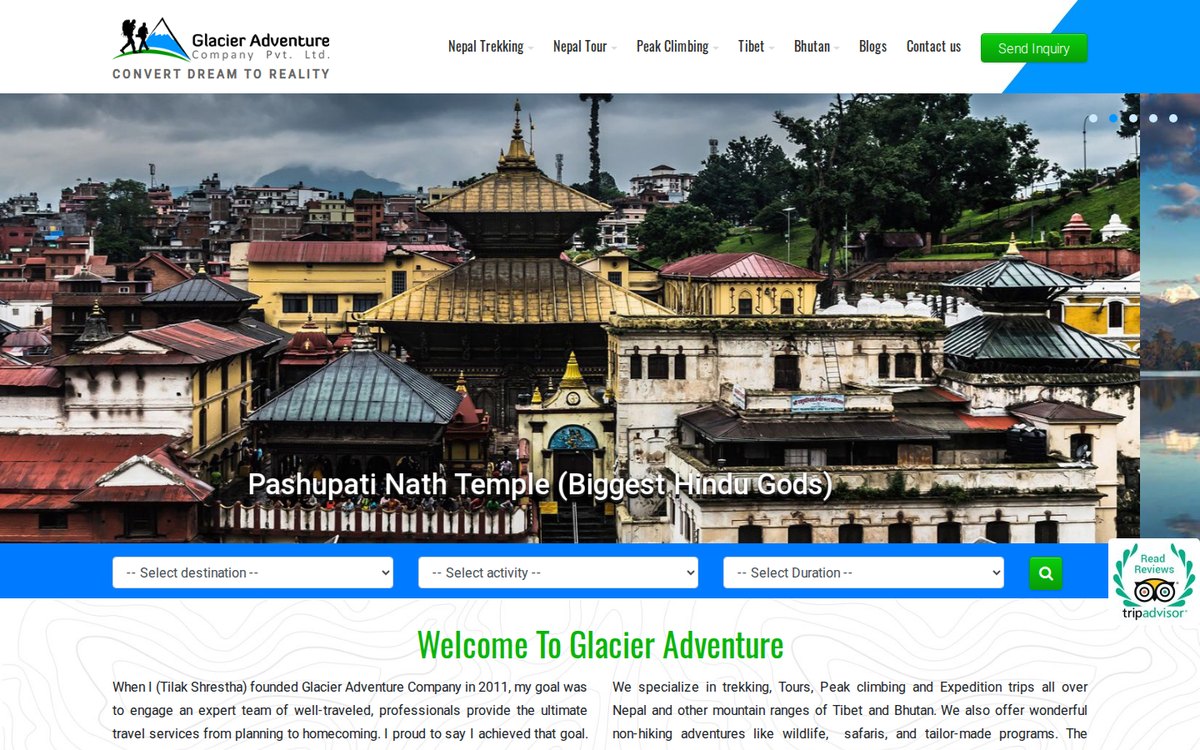 Glacier Adventure
Company Pvt. Ltd.
CONVERT DREAM TO REALITY
Nepal Trekking
Nepal Tour
Peak Climbing
Tibet
Bhutan
Blogs
Contact us
Send Inquiry
Pashupati Nath Temple (Biggest Hindu Gods)
-- Select destination --
-- Select activity --
-- Select Duration --
Read
Reviews
tripadvisor
Welcome To Glacier Adventure
When I (Tilak Shrestha) founded Glacier Adventure Company in 2011, my goal was
to engage an expert team of well-traveled, professionals provide the ultimate
travel services from planning to homecoming. I proud to say I achieved that goal.
We specialize in trekking, Tours, Peak climbing and Expedition trips all over
Nepal and other mountain ranges of Tibet and Bhutan. We also offer wonderful
non-hiking adventures like wildlife, safaris, and tailor-made programs. The